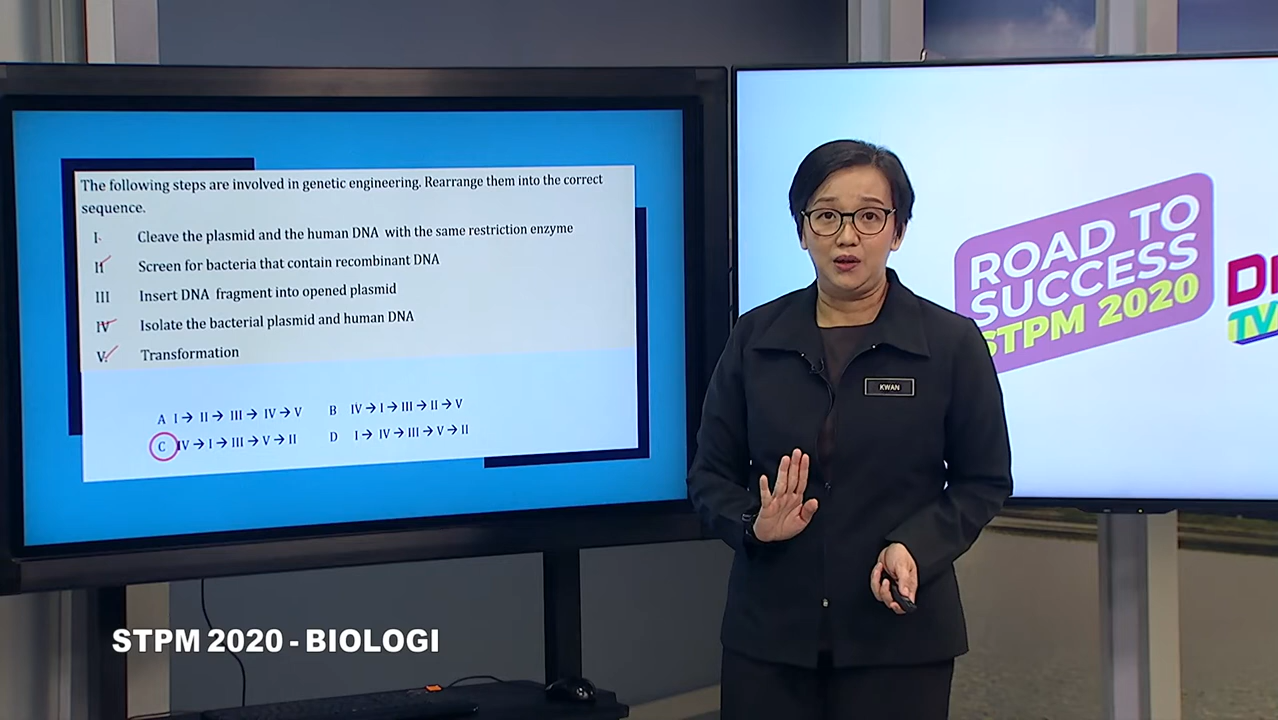 The following steps are involved in genetic engineering. Rearrange them into the correct
sequence.
I. Cleave the plasmid and the human DNA with the same restriction enzyme
II Screen for bacteria that contain recombinant DNA
III Insert DNA fragment into opened plasmid
IV Isolate the bacterial plasmid and human DNA
V. Transformation
A I → II → III → IV → V B IV → I → III → II → V
C IV → I → III → V → II D I → IV → III → V → II
ROAD TO
SUCCESS
STPM 2020
TV
KWAN
STPM 2020 - BIOLOGI